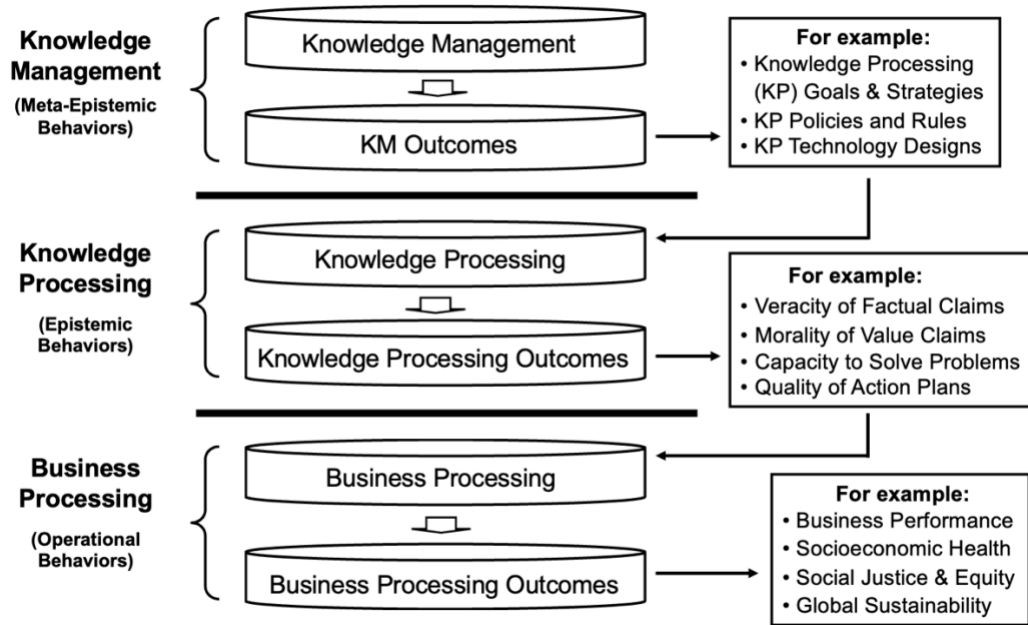 Knowledge
Management
(Meta-Epistemic
Behaviors)
Knowledge Management
KM Outcomes
For example:
• Knowledge Processing
(KP) Goals & Strategies
• KP Policies and Rules
• KP Technology Designs
Knowledge
Processing
(Epistemic
Behaviors)
Knowledge Processing
Knowledge Processing Outcomes
For example:
• Veracity of Factual Claims
• Morality of Value Claims
• Capacity to Solve Problems
• Quality of Action Plans
Business
Processing
(Operational
Behaviors)
Business Processing
Business Processing Outcomes
For example:
• Business Performance
• Socioeconomic Health
• Social Justice & Equity
• Global Sustainability